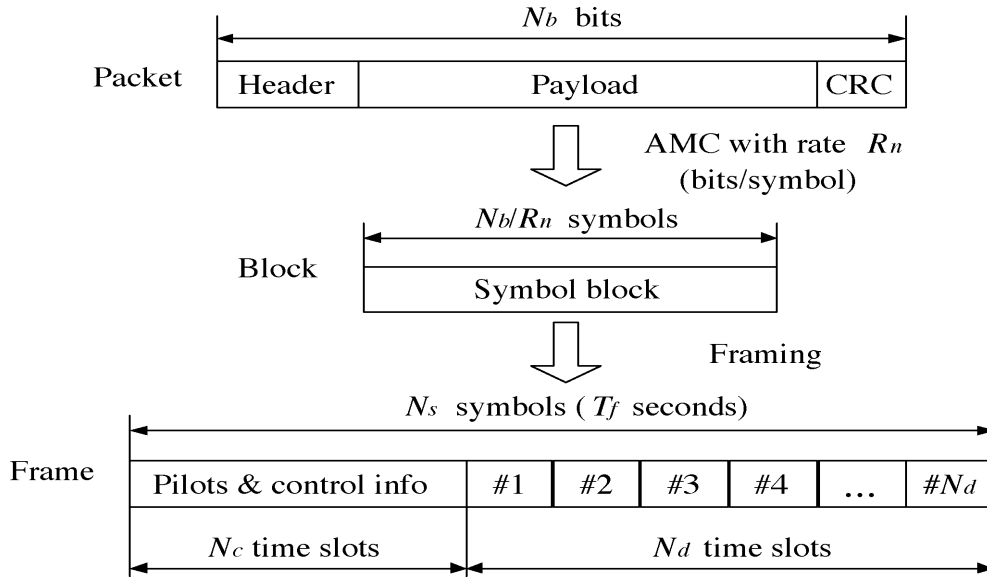 N_b bits
Packet
Header Payload CRC
AMC with rate R_n
(bits/symbol)
N_b/R_n symbols
Block
Symbol block
Framing
N_s symbols ( T_f seconds)
Frame
Pilots & control info #1 #2 #3 #4 ... #N_d
N_c time slots N_d time slots